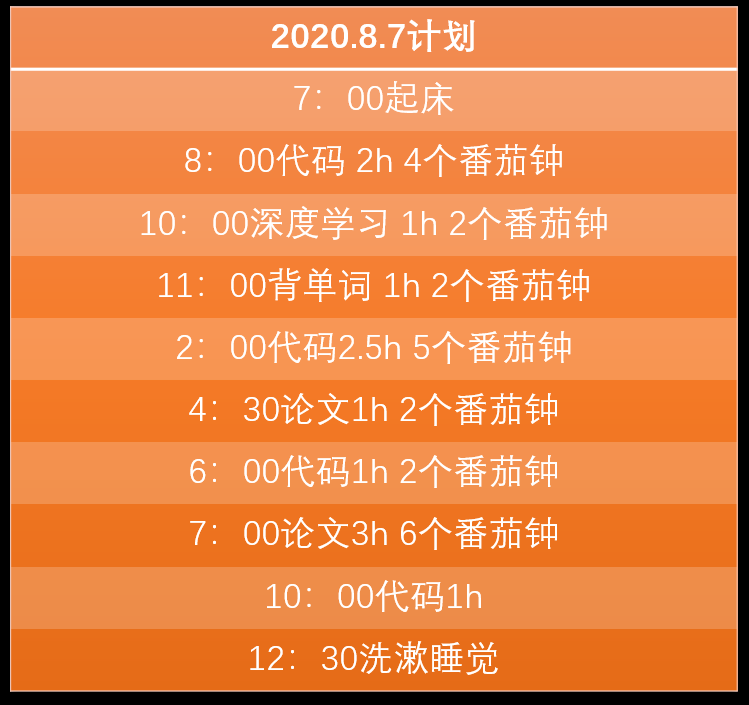 2020.8.7计划
7：00起床
8：00代码 2h 4个番茄钟
10：00深度学习 1h 2个番茄钟
11：00背单词 1h 2个番茄钟
2：00代码2.5h 5个番茄钟
4：30论文1h 2个番茄钟
6：00代码1h 2个番茄钟
7：00论文3h 6个番茄钟
10：00代码1h
12：30洗漱睡觉